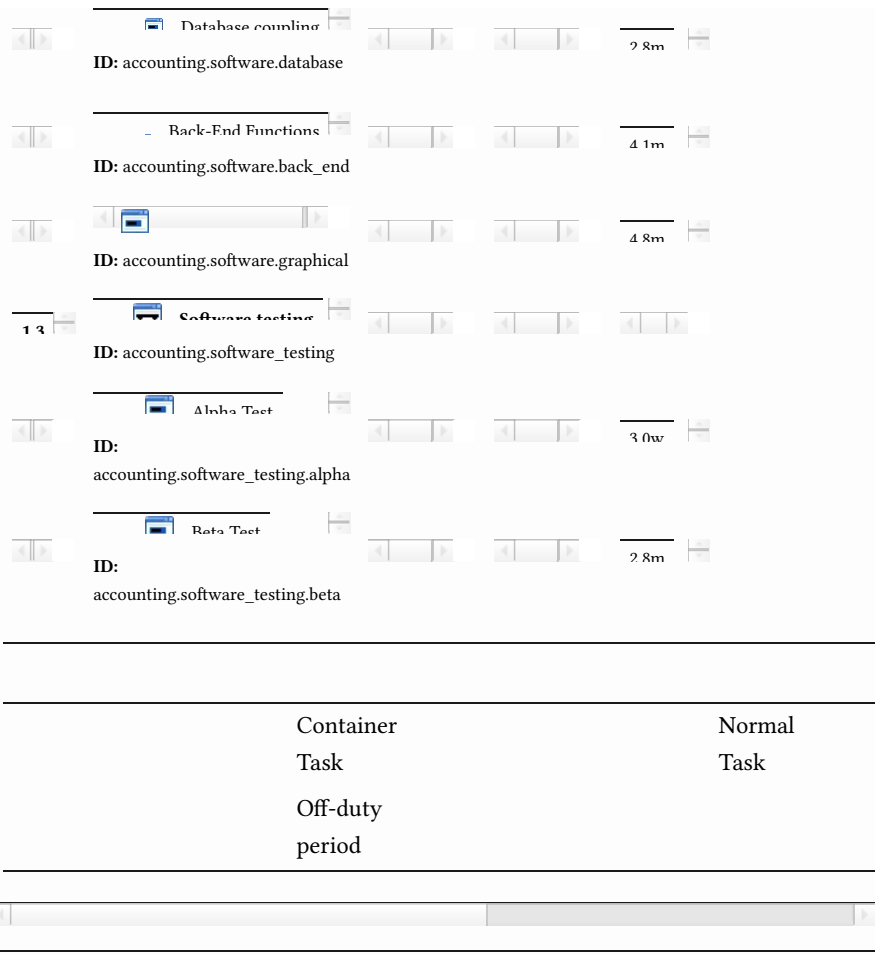 Database coupling
2.8m
ID: accounting.software.database
Back-End Functions
4.1m
ID: accounting.software.back_end
4.8m
ID: accounting.software.graphical
1.3
Software testing
ID: accounting.software_testing
Alpha Test
3.0w
ID:
accounting.software_testing.alpha
Beta Test
2.8m
ID:
accounting.software_testing.beta
Container
Task
Normal
Task
Off-duty
period